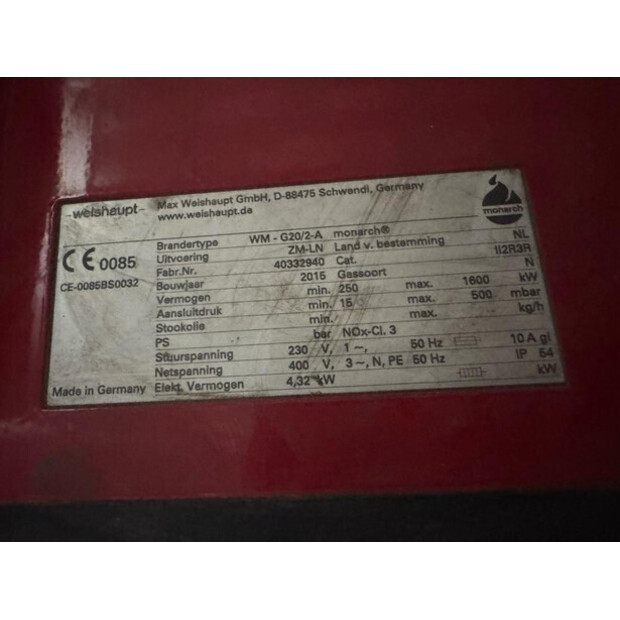 -weishaupt-
Max Weishaupt GmbH, D-88475 Schwendi, Germany
www.weishaupt.de
monarch
CE 0085
CE-0085BS0032
Brandertype WM - G20/2-A monarch®
Uitvoering ZM-LN Land v. bestemming NL
Fabr.Nr. 40332940 Cat. II2R3R
Bouwjaar 2015 Gassoort N
Vermogen min. 250 max. 1600 kW
Aansluitdruk min. 15 max. 500 mbar
Stookolie min. max. kg/h
PS bar NOx-Cl. 3
Stuurspanning 230 V, 1 ~, 50 Hz 10A gl
Netspanning 400 V, 3 ~, N, PE 50 Hz IP 54
Elekt. Vermogen 4,32 kW kW
Made in Germany